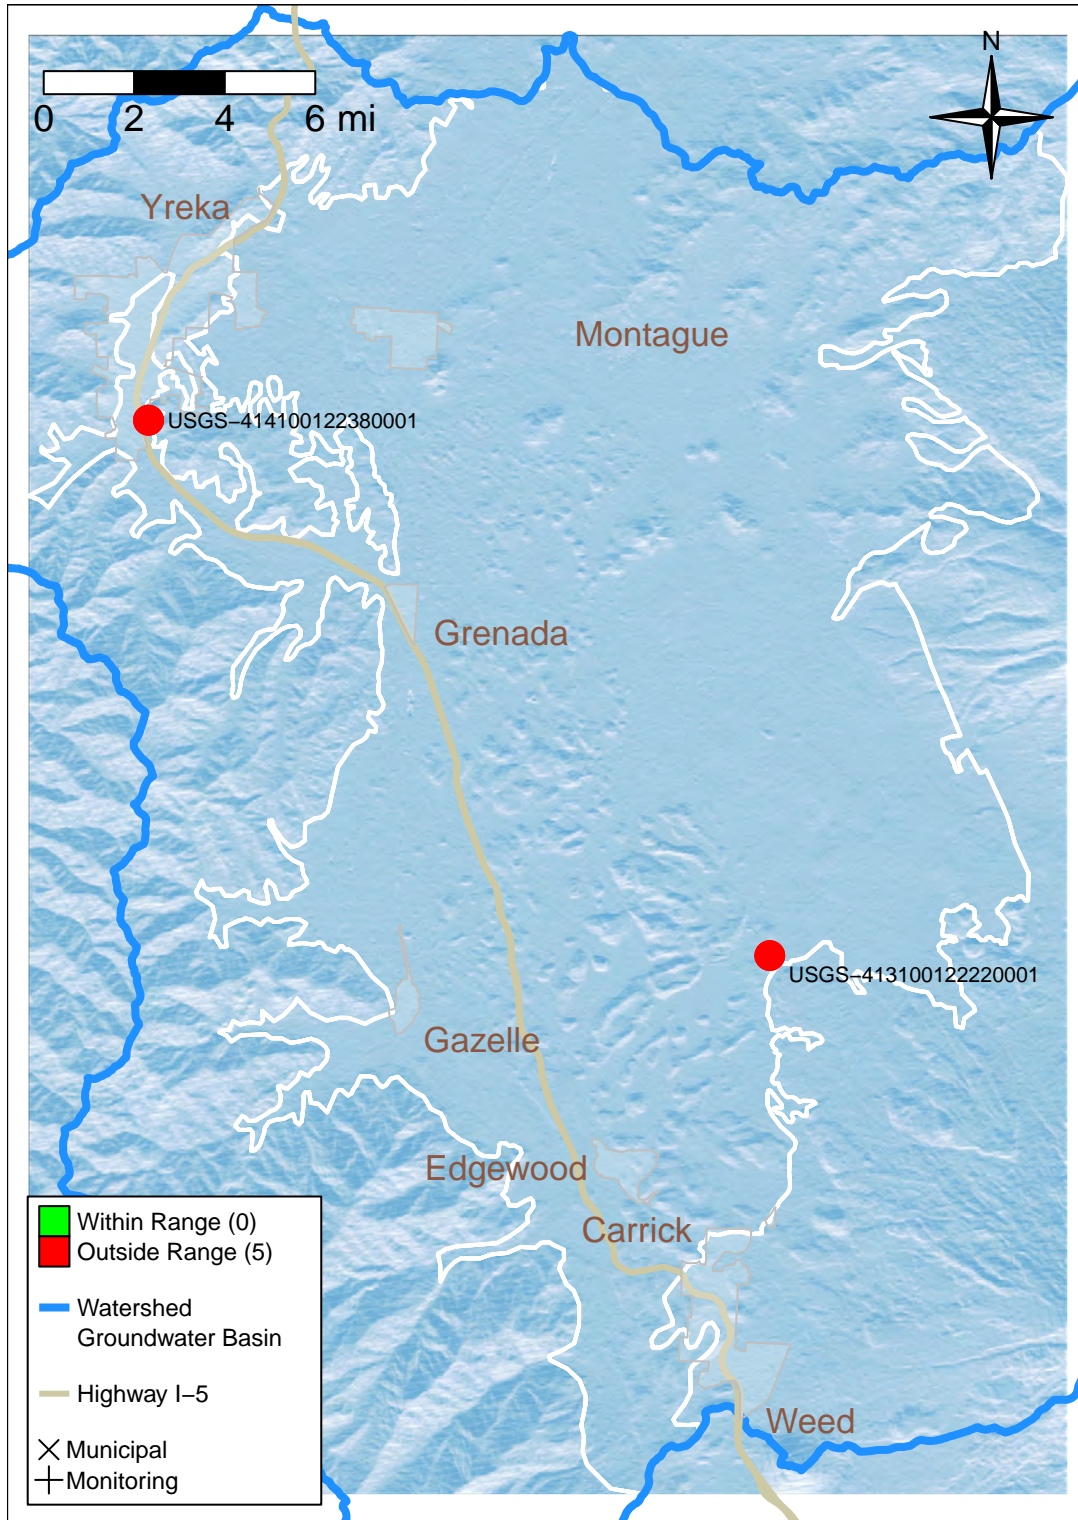 N
0 2 4 6 mi
Yreka
Montague
USGS−414100122380001
Grenada
USGS−413100122220001
Gazelle
Edgewood
Carrick
Weed
Within Range (0)
Outside Range (5)
Watershed
Groundwater Basin
Highway I−5
Municipal
Monitoring